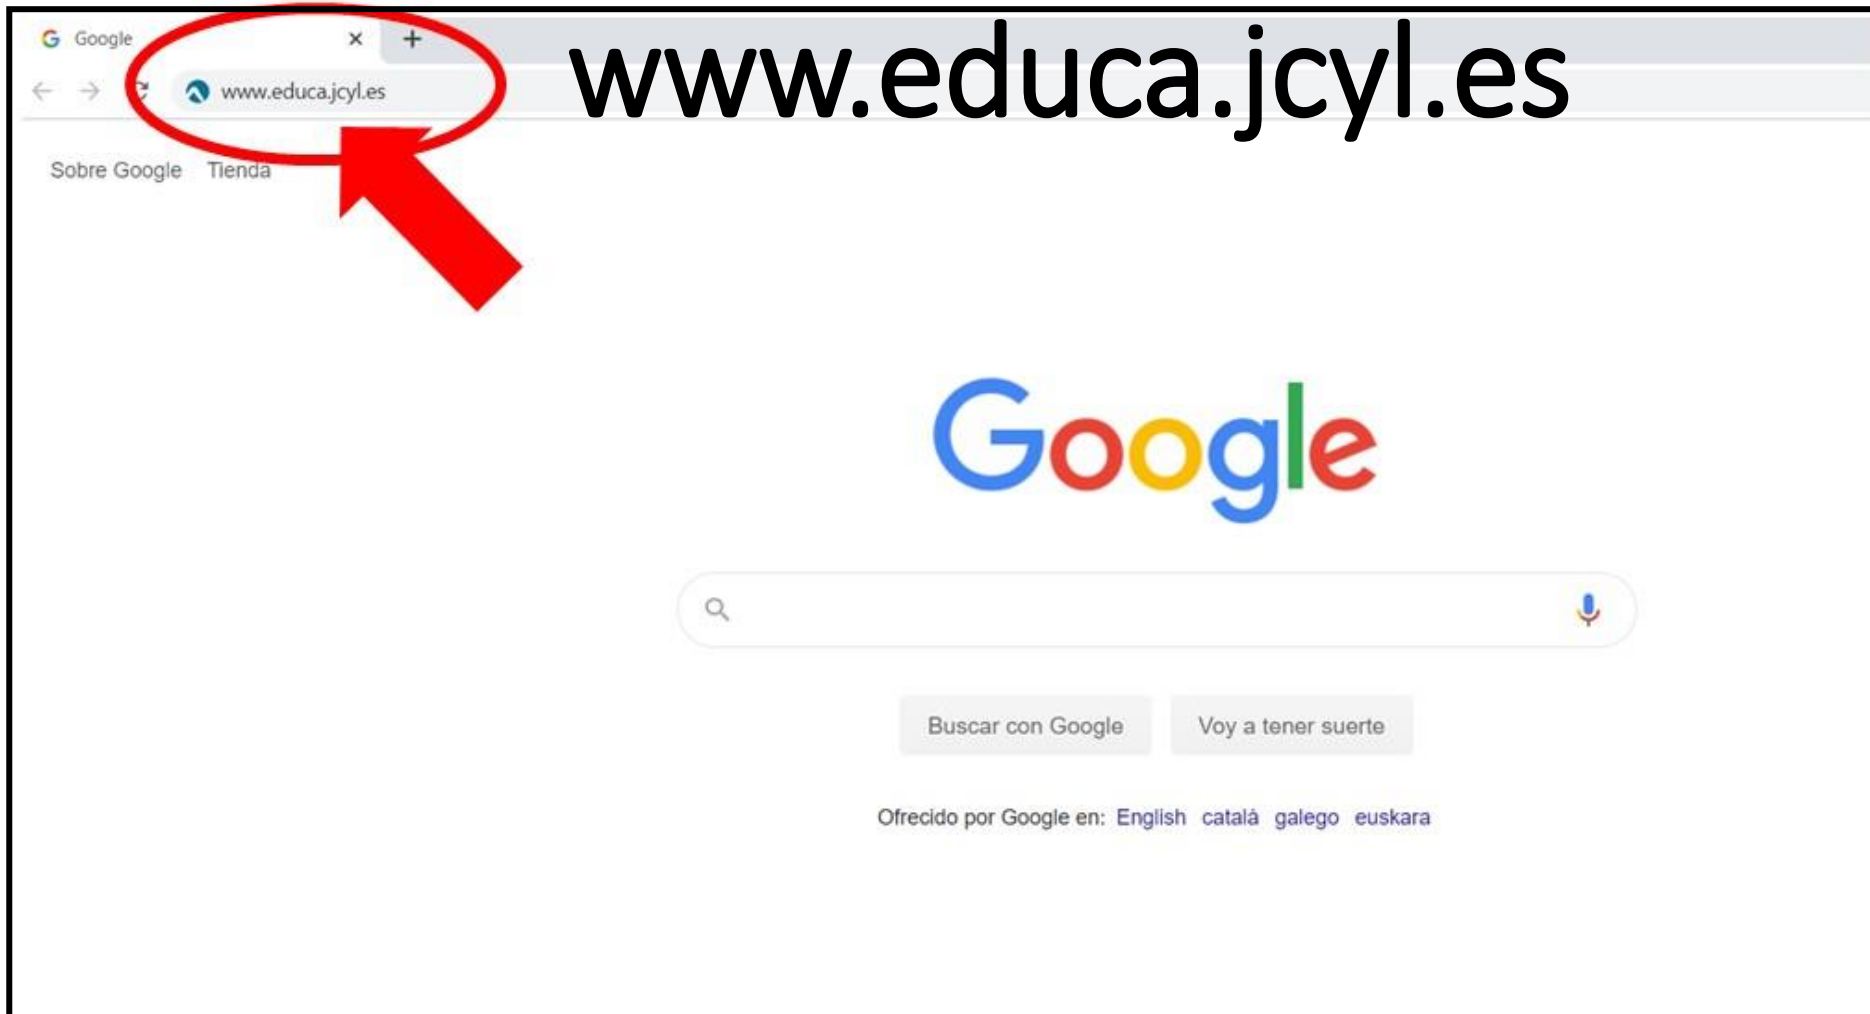 Google
www.educa.jcyl.es
www.educa.jcyl.es
Sobre Google Tienda
Google
Buscar con Google Voy a tener suerte
Ofrecido por Google en: English català galego euskara